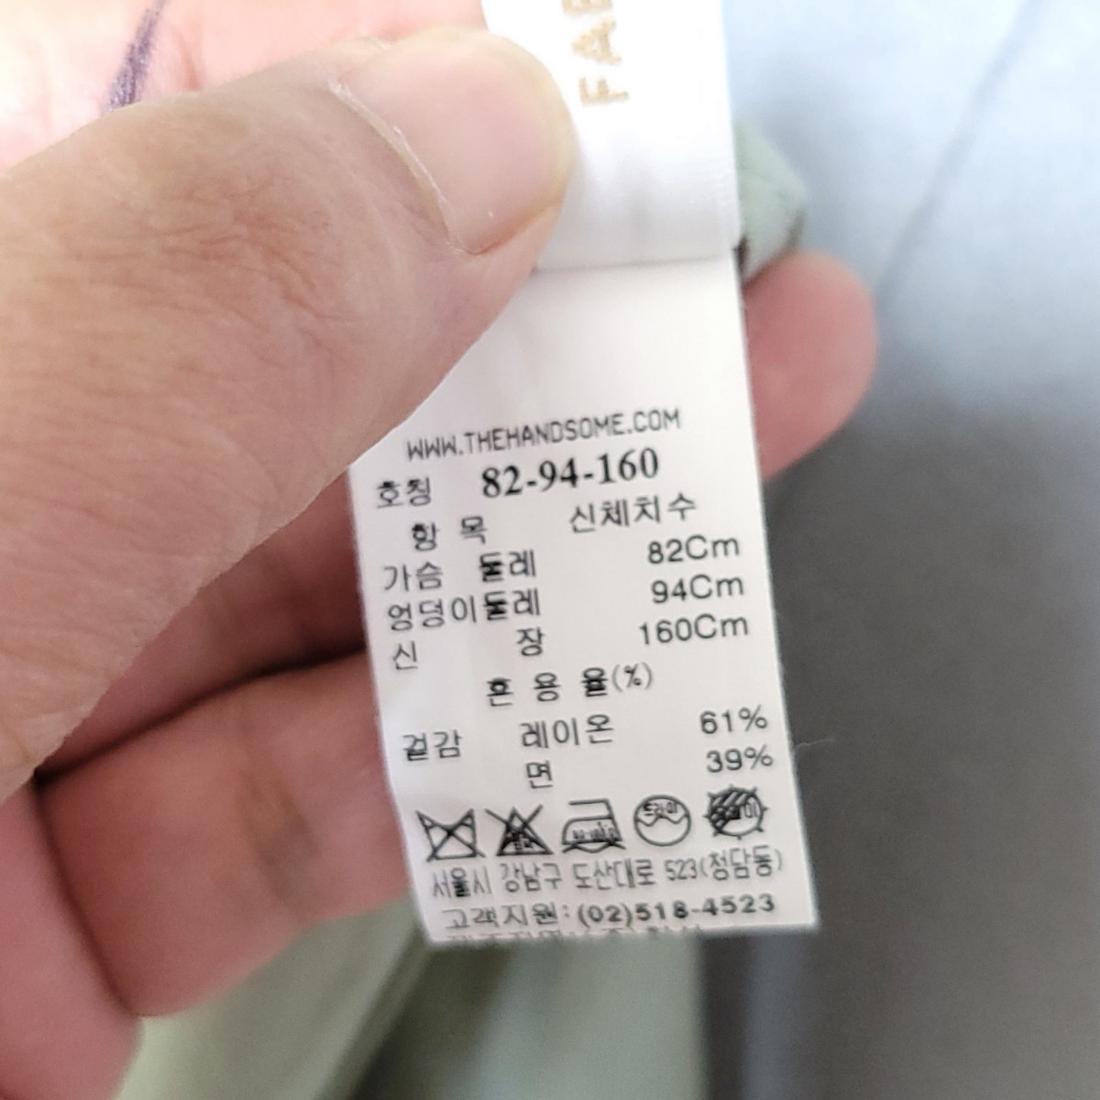 FAB
WWW.THEHANDSOME.COM
호칭 82-94-160
항 목 신체치수
가슴 둘레 82Cm
엉덩이둘레 94Cm
신 장 160Cm
혼 용 율(%)
겉감 레이온 61%
면 39%
드라이
서울시 강남구 도산대로 523(청담동)
고객지원:(02)518-4523